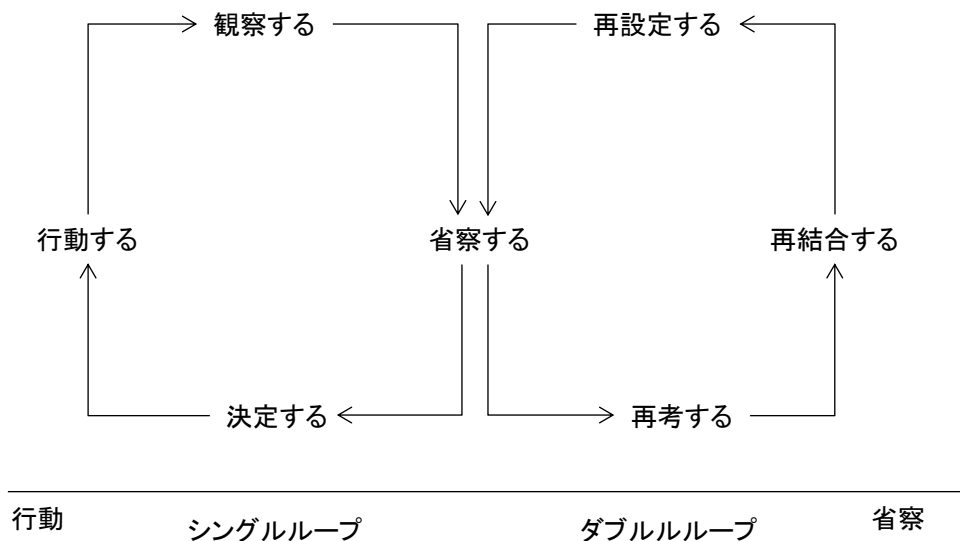 観察する
再設定する
行動する
省察する
再結合する
決定する
再考する
行動
シングルループ
ダブルルループ
省察